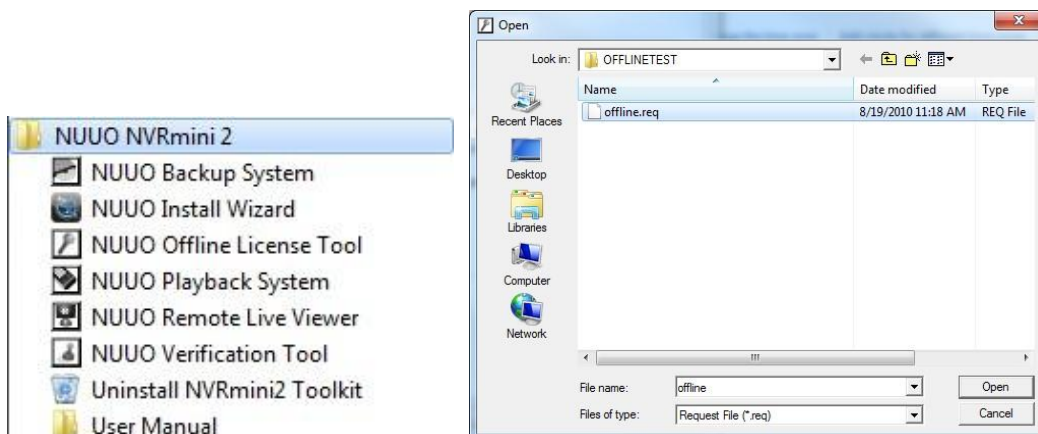 NUUO NVRmini 2
NUUO Backup System
NUUO Install Wizard
NUUO Offline License Tool
NUUO Playback System
NUUO Remote Live Viewer
NUUO Verification Tool
Uninstall NVRmini2 Toolkit
User Manual
Open
Look in: OFFLINETEST
Name Date modified Type
offline.req 8/19/2010 11:18 AM REQ File
Recent Places
Desktop
Libraries
Computer
Network
File name: offline Open
Files of type: Request File (*.req) Cancel